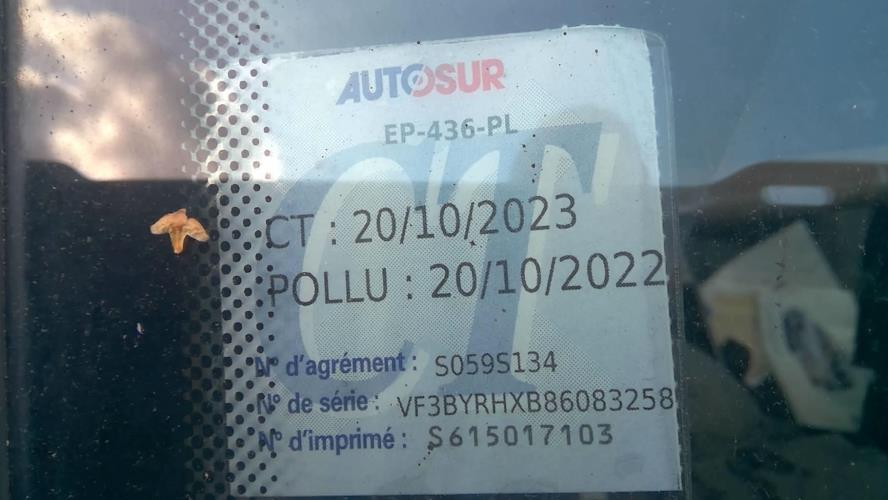 AUTOSUR
EP-436-PL
CT
CT : 20/10/2023
POLLU : 20/10/2022
N° d'agrément : S059S134
N° de série : VF3BYRHXB86083258
N° d'imprimé : S615017103